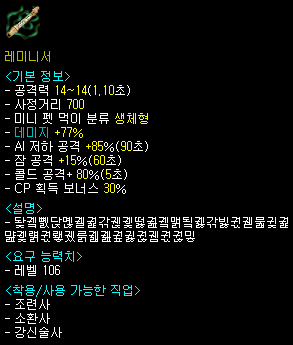 레미니서
<기본 정보>
- 공격력 14~14(1.10초)
- 사정거리 700
- 미니 펫 먹이 분류 생체형
- 데미지 +77%
- AI 저하 공격 +85%(90초)
- 잠 공격 +15%(60초)
- 콜드 공격+ 80%(5초)
- CP 획득 보너스 30%
<설명>
<요구 능력치>
- 레벨 106
<착용/사용 가능한 직업>
- 조련사
- 소환사
- 강신술사